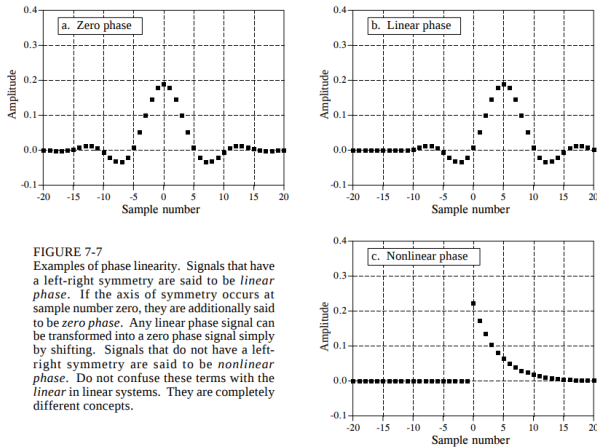 a. Zero phase
Amplitude
0.4
0.3
0.2
0.1
0.0
-0.1
-20 -15 -10 -5 0 5 10 15 20
Sample number
b. Linear phase
Amplitude
0.4
0.3
0.2
0.1
0.0
-0.1
-20 -15 -10 -5 0 5 10 15 20
Sample number
FIGURE 7-7
Examples of phase linearity. Signals that have
a left-right symmetry are said to be linear
phase. If the axis of symmetry occurs at
sample number zero, they are additionally said
to be zero phase. Any linear phase signal can
be transformed into a zero phase signal simply
by shifting. Signals that do not have a left-
right symmetry are said to be nonlinear
phase. Do not confuse these terms with the
linear in linear systems. They are completely
different concepts.
c. Nonlinear phase
Amplitude
0.4
0.3
0.2
0.1
0.0
-0.1
-20 -15 -10 -5 0 5 10 15 20
Sample number